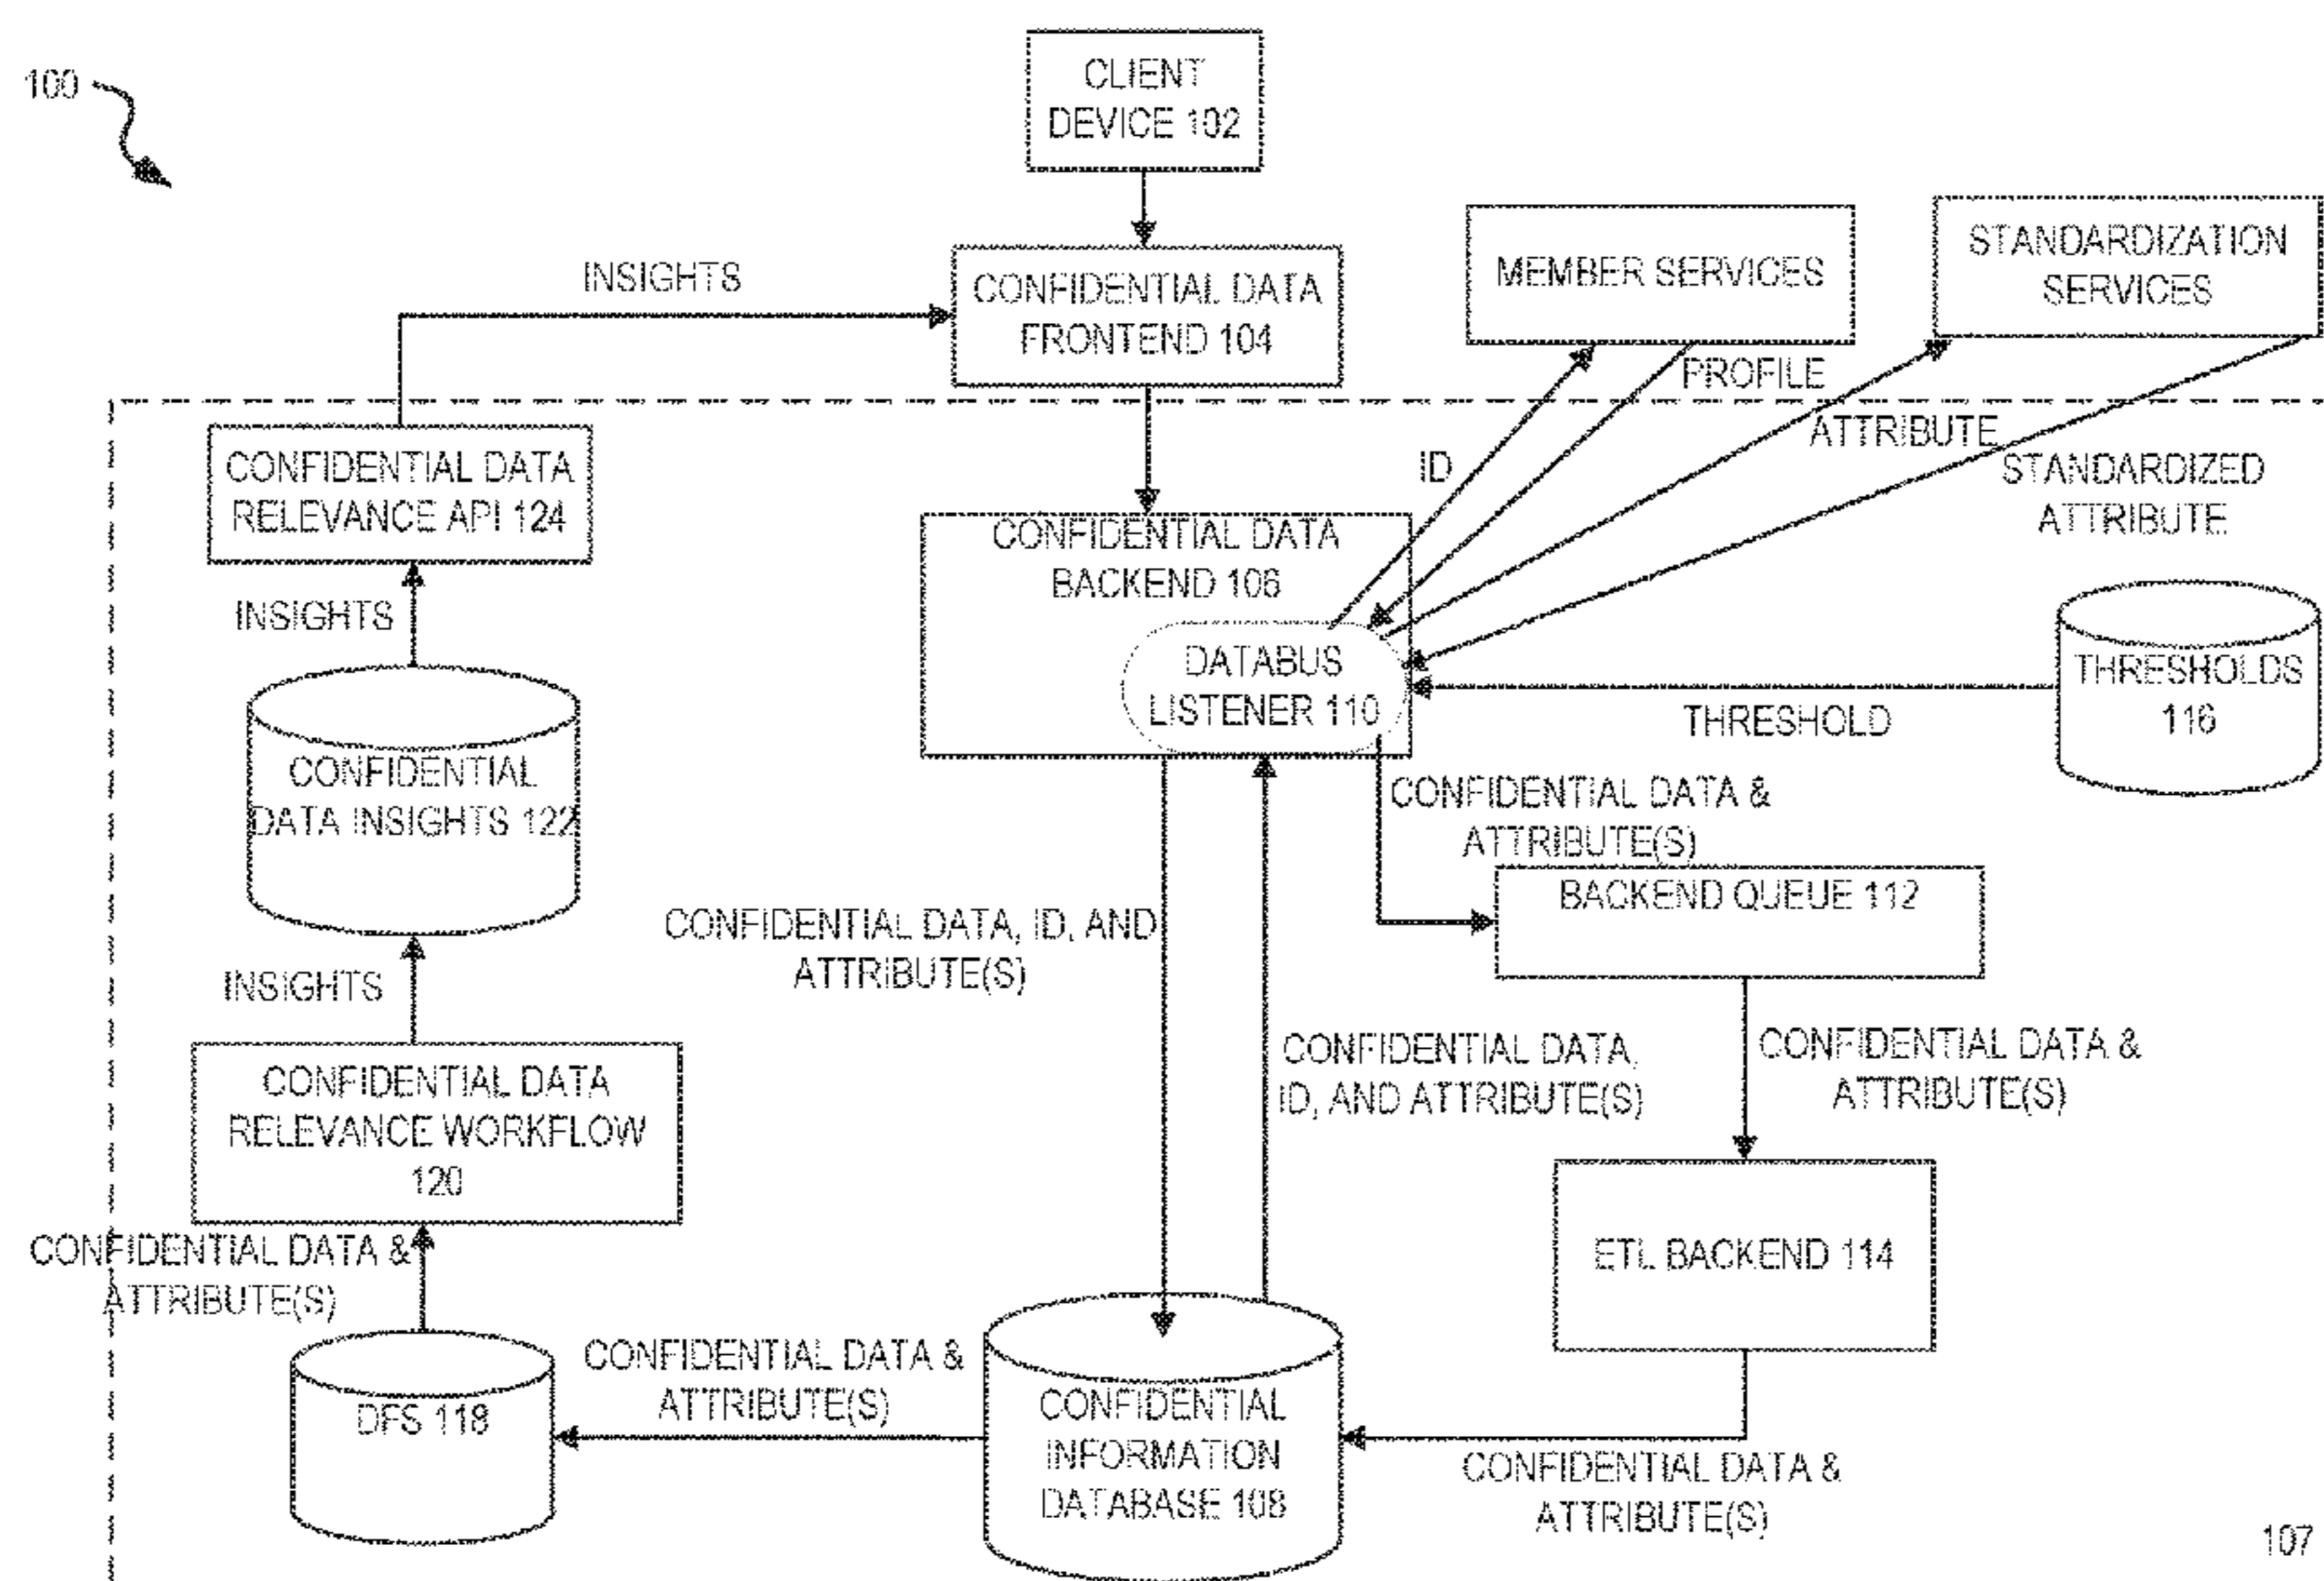 100
CLIENT
DEVICE 102
INSIGHTS
CONFIDENTIAL DATA
FRONTEND 104
MEMBER SERVICES
STANDARDIZATION
SERVICES
PROFILE
ATTRIBUTE
ID
STANDARDIZED
ATTRIBUTE
CONFIDENTIAL DATA
RELEVANCE API 124
CONFIDENTIAL DATA
BACKEND 106
DATABUS
LISTENER 110
THRESHOLDS
116
THRESHOLD
INSIGHTS
CONFIDENTIAL
DATA INSIGHTS 122
CONFIDENTIAL DATA &
ATTRIBUTE(S)
BACKEND QUEUE 112
CONFIDENTIAL DATA, ID, AND
ATTRIBUTE(S)
INSIGHTS
CONFIDENTIAL DATA
RELEVANCE WORKFLOW
120
CONFIDENTIAL DATA,
ID, AND ATTRIBUTE(S)
CONFIDENTIAL DATA &
ATTRIBUTE(S)
ETL BACKEND 114
CONFIDENTIAL DATA &
ATTRIBUTE(S)
DFS 118
CONFIDENTIAL DATA &
ATTRIBUTE(S)
CONFIDENTIAL
INFORMATION
DATABASE 108
CONFIDENTIAL DATA &
ATTRIBUTE(S)
107